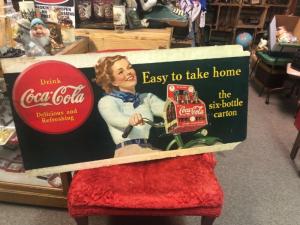 Drink
Coca-Cola
Delicious and
Refreshing
Easy to take home
the
six-bottle
carton